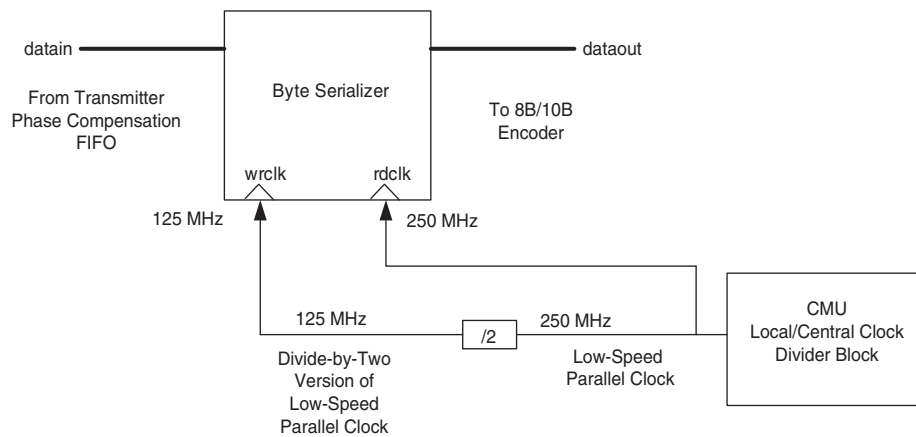 datain
dataout
Byte Serializer
From Transmitter
Phase Compensation
FIFO
To 8B/10B
Encoder
wrclk
rdclk
125 MHz
250 MHz
125 MHz
/2
250 MHz
CMU
Local/Central Clock
Divider Block
Divide-by-Two
Version of
Low-Speed
Parallel Clock
Low-Speed
Parallel Clock